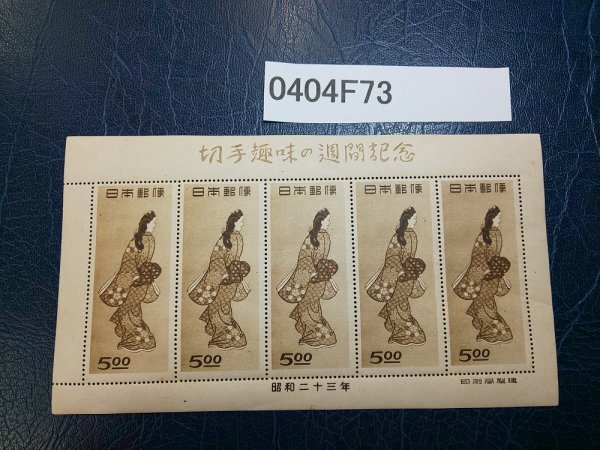 0404F73
切手趣味の週間記念
日本郵便 日本郵便 日本郵便 日本郵便 日本郵便
5.00 5.00 5.00 5.00 5.00
昭和二十三年
印刷局製造